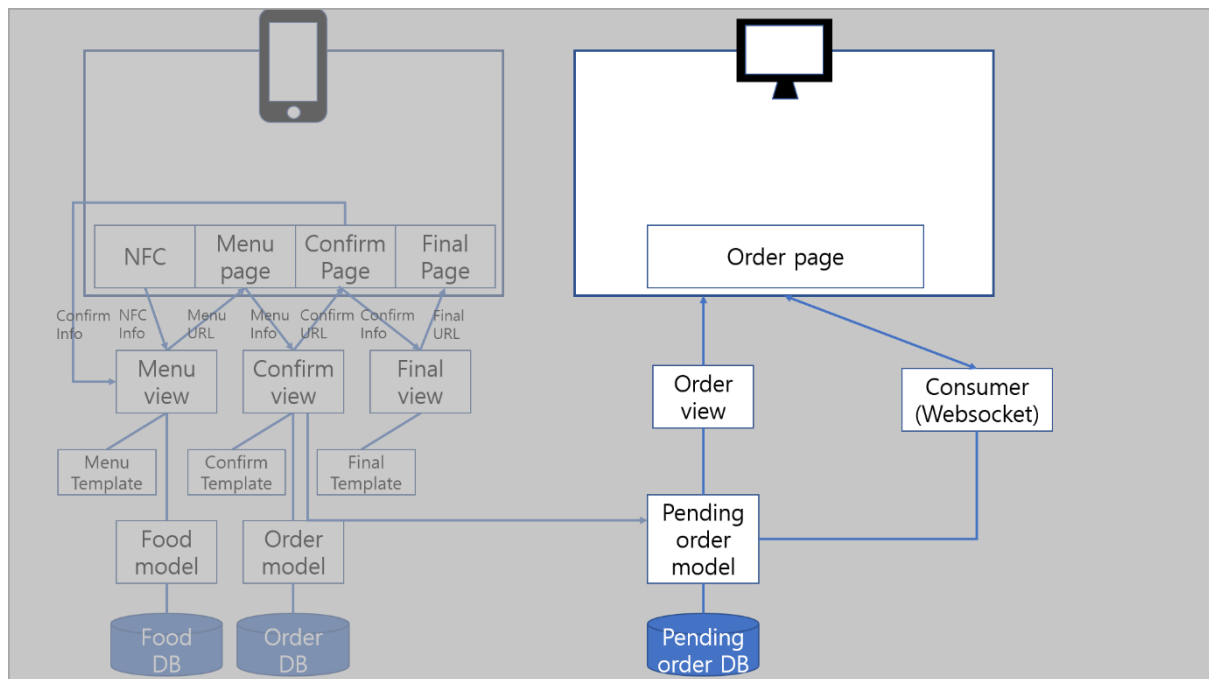 NFC
Menu
page
Confirm
Page
Final
Page
Order page
Confirm
Info
NFC
Info
Menu
URL
Menu
Info
Confirm
URL
Confirm
Info
Final
URL
Menu
view
Confirm
view
Final
view
Order
view
Consumer
(Websocket)
Menu
Template
Confirm
Template
Final
Template
Food
model
Order
model
Pending
order
model
Food
DB
Order
DB
Pending
order DB